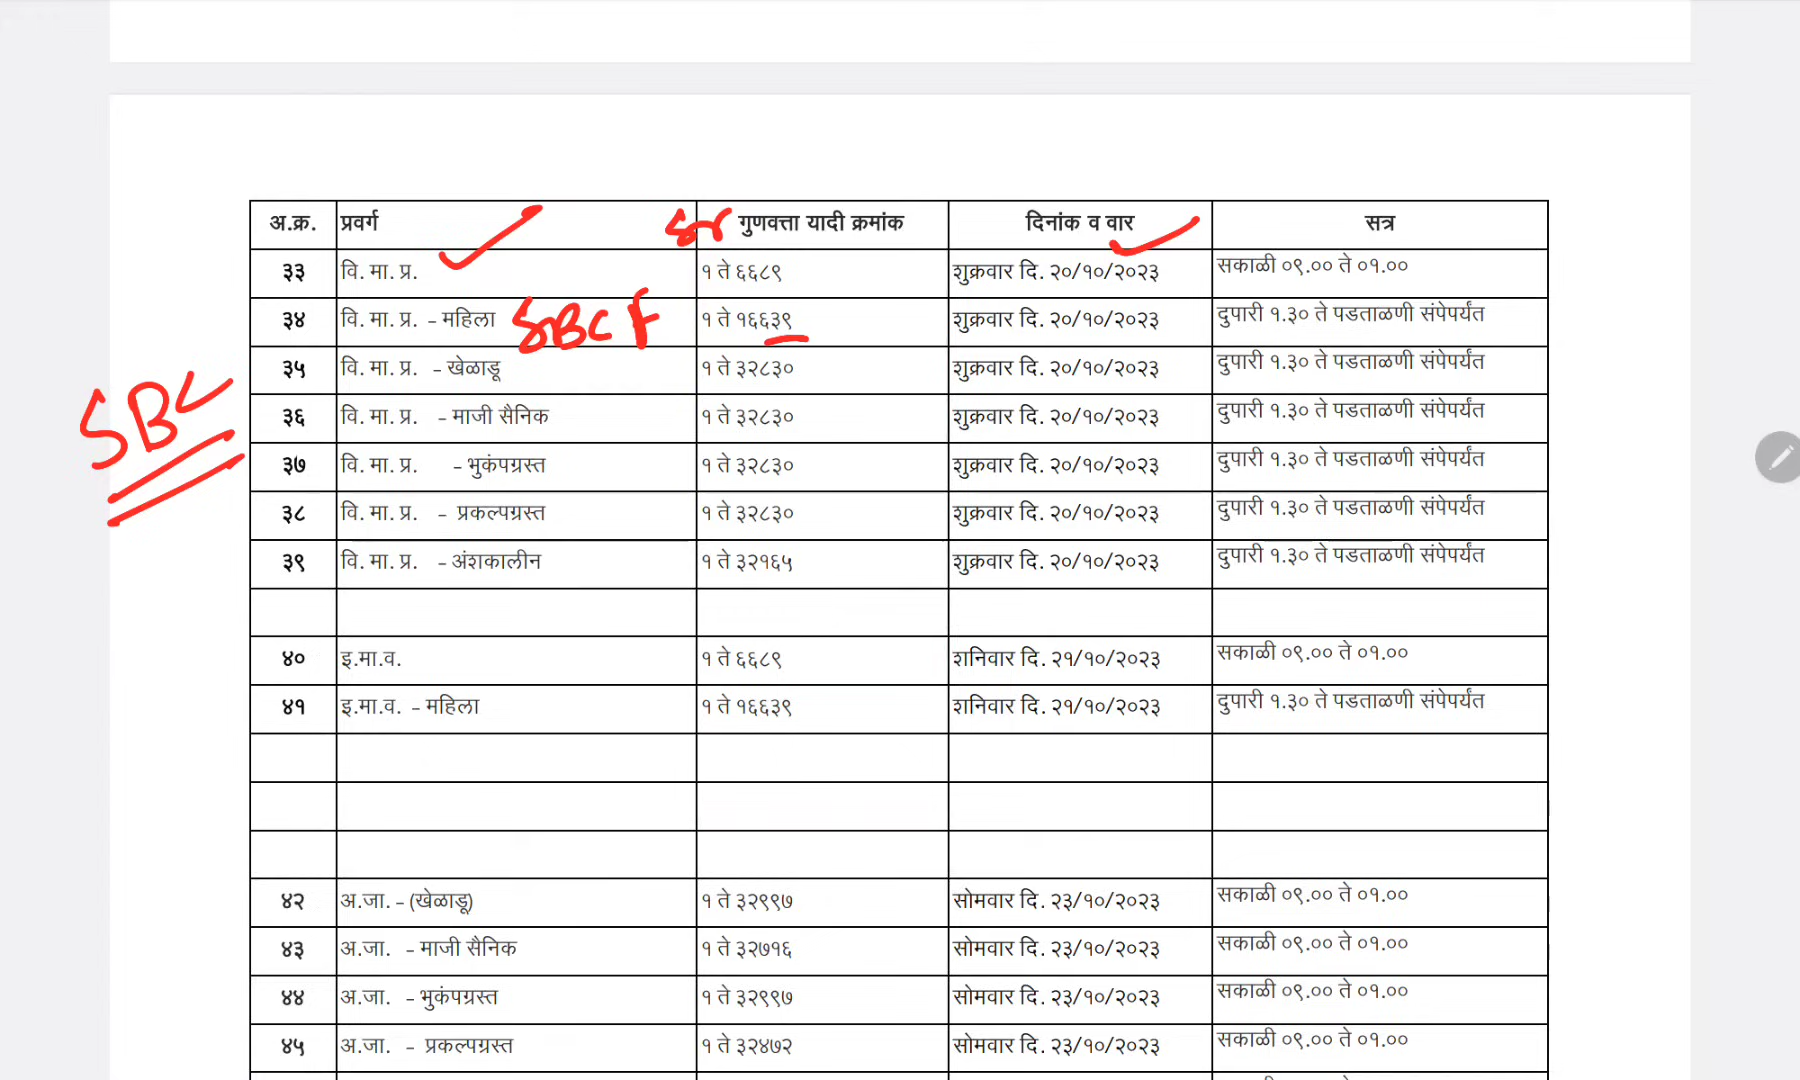 अ.क्र. प्रवर्ग Sr गुणवत्ता यादी क्रमांक दिनांक व वार सत्र
३३ वि. मा. प्र. १ ते ६६८९ शुक्रवार दि. २०/१०/२०२३ सकाळी ०९.०० ते ०१.००
३४ वि. मा. प्र. – महिला SBC F १ ते १६६३९ शुक्रवार दि. २०/१०/२०२३ दुपारी १.३० ते पडताळणी संपेपर्यंत
३५ वि. मा. प्र. – खेळाडू १ ते ३२८३० शुक्रवार दि. २०/१०/२०२३ दुपारी १.३० ते पडताळणी संपेपर्यंत
SBC
३६ वि. मा. प्र. – माजी सैनिक १ ते ३२८३० शुक्रवार दि. २०/१०/२०२३ दुपारी १.३० ते पडताळणी संपेपर्यंत
३७ वि. मा. प्र. – भुकंपग्रस्त १ ते ३२८३० शुक्रवार दि. २०/१०/२०२३ दुपारी १.३० ते पडताळणी संपेपर्यंत
३८ वि. मा. प्र. – प्रकल्पग्रस्त १ ते ३२८३० शुक्रवार दि. २०/१०/२०२३ दुपारी १.३० ते पडताळणी संपेपर्यंत
३९ वि. मा. प्र. – अंशकालीन १ ते ३२१६५ शुक्रवार दि. २०/१०/२०२३ दुपारी १.३० ते पडताळणी संपेपर्यंत
४० इ.मा.व. १ ते ६६८९ शनिवार दि. २१/१०/२०२३ सकाळी ०९.०० ते ०१.००
४१ इ.मा.व. – महिला १ ते १६६३९ शनिवार दि. २१/१०/२०२३ दुपारी १.३० ते पडताळणी संपेपर्यंत
४२ अ.जा. – (खेळाडू) १ ते ३२९९७ सोमवार दि. २३/१०/२०२३ सकाळी ०९.०० ते ०१.००
४३ अ.जा. – माजी सैनिक १ ते ३२७१६ सोमवार दि. २३/१०/२०२३ सकाळी ०९.०० ते ०१.००
४४ अ.जा. – भुकंपग्रस्त १ ते ३२९९७ सोमवार दि. २३/१०/२०२३ सकाळी ०९.०० ते ०१.००
४५ अ.जा. – प्रकल्पग्रस्त १ ते ३२४७२ सोमवार दि. २३/१०/२०२३ सकाळी ०९.०० ते ०१.००